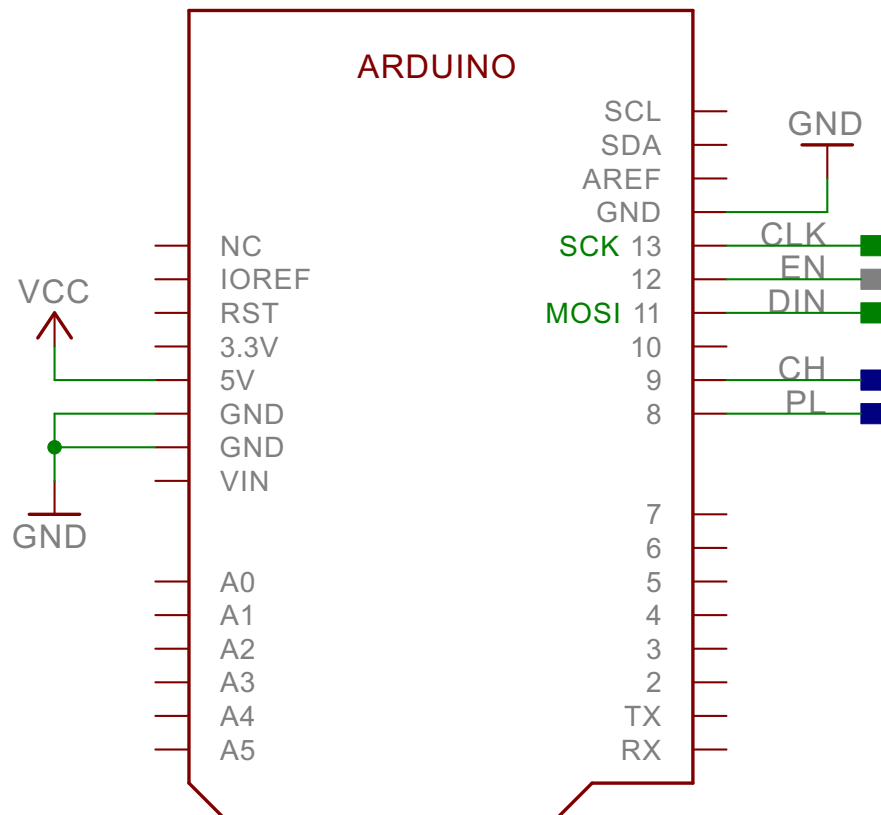 ARDUINO
SCL
SDA
AREF
GND
GND
NC
SCK 13
CLK
IOREF
12
EN
VCC
RST
MOSI 11
DIN
3.3V
10
5V
9
CH
GND
8
PL
GND
VIN
GND
7
6
A0
5
A1
4
A2
3
A3
2
A4
TX
A5
RX